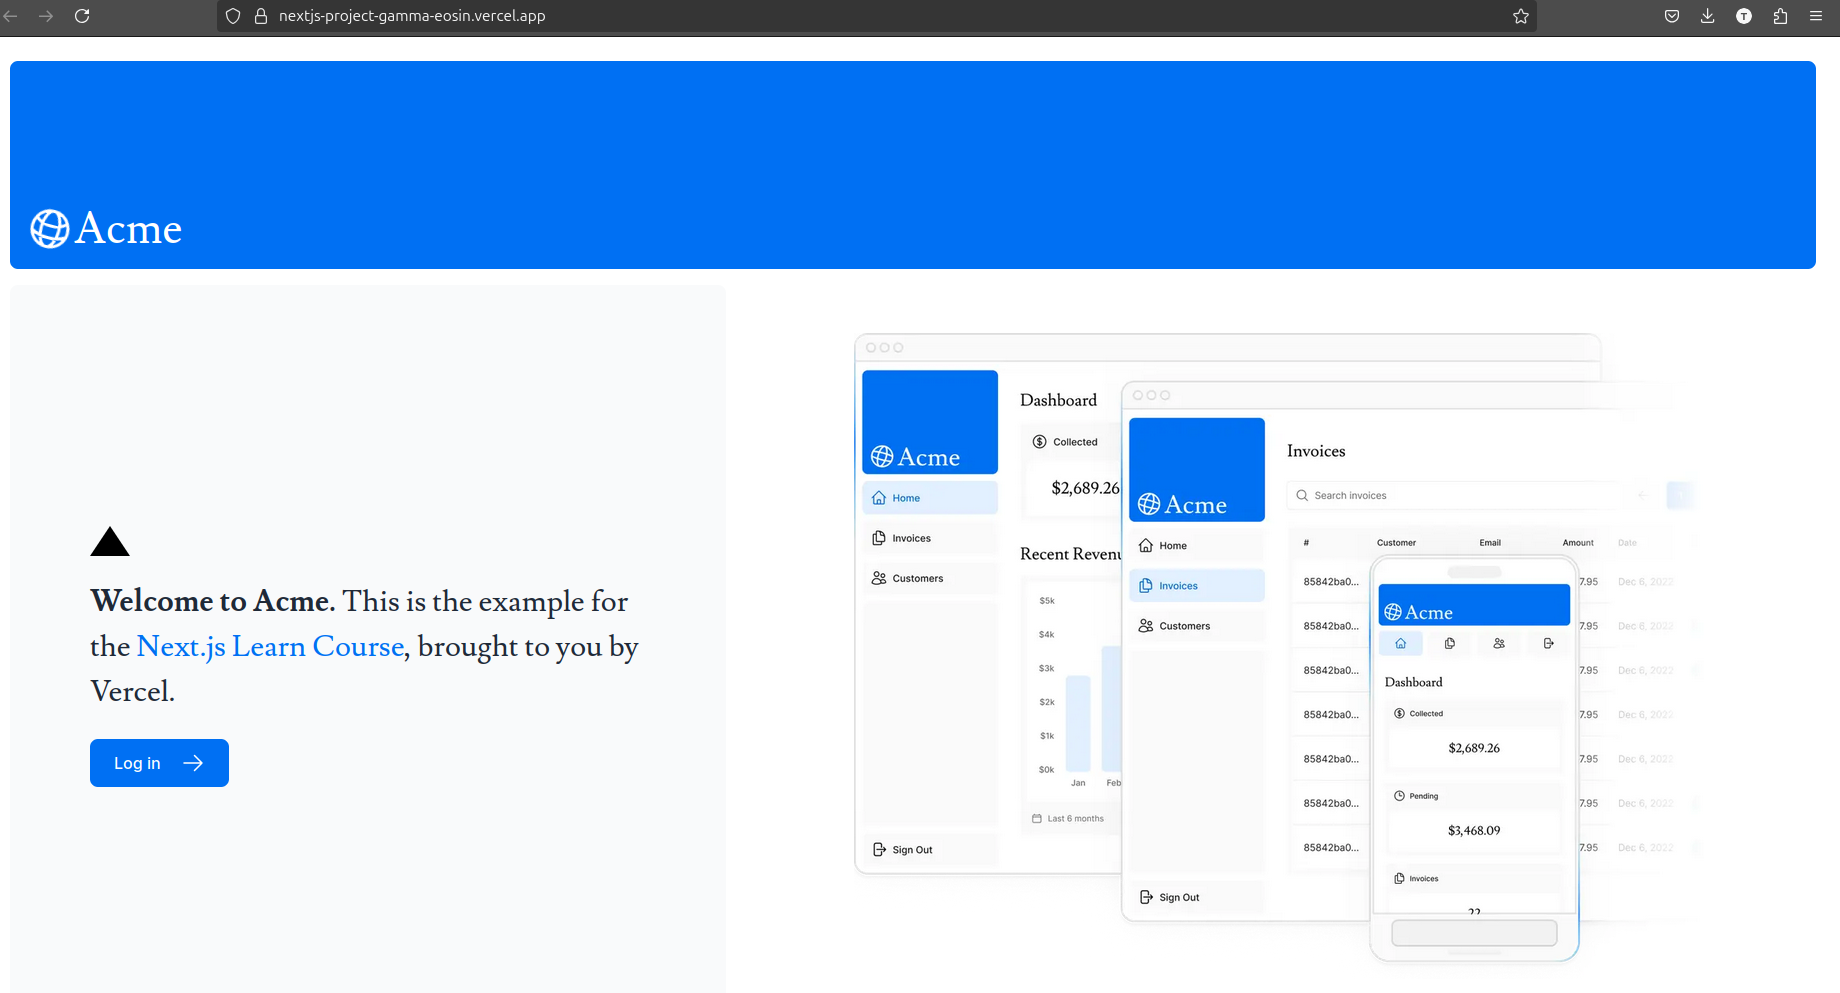 nextjs-project-gamma-eosin.vercel.app
T
Acme
Welcome to Acme. This is the example for
the Next.js Learn Course, brought to you by
Vercel.
Log in
Acme
Home
Invoices
Customers
Sign Out
Dashboard
Collected
$2,689.26
Recent Revenu
$5k
$4k
$3k
$2k
$1k
$0k
Jan Feb
Last 6 months
Acme
Home
Invoices
Customers
Sign Out
Invoices
Search invoices
# Customer Email Amount Date
85842ba0... 7.95 Dec 6, 2022
85842ba0... 7.95 Dec 6, 2022
85842ba0... 7.95 Dec 6, 2022
85842ba0... 7.95 Dec 6, 2022
85842ba0... 7.95 Dec 6, 2022
85842ba0... 7.95 Dec 6, 2022
85842ba0... 7.95 Dec 6, 2022
Acme
Dashboard
Collected
$2,689.26
Pending
$3,468.09
Invoices
22